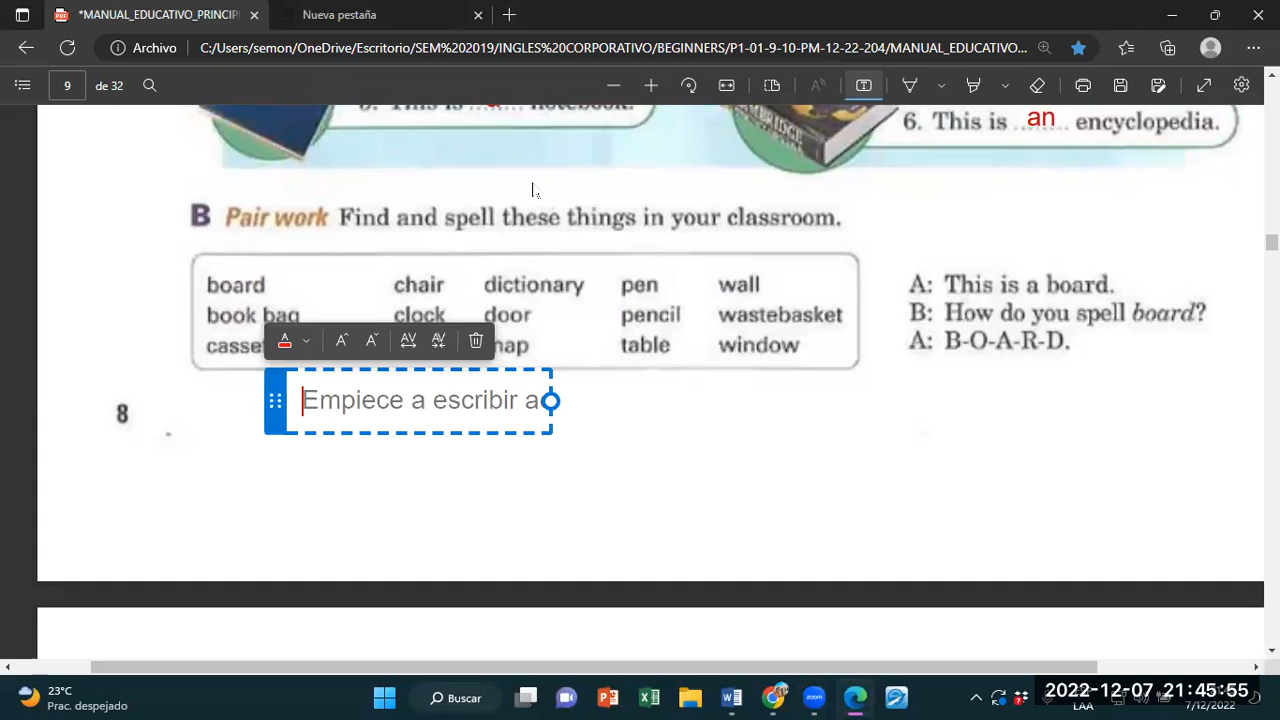 *MANUAL_EDUCATIVO_PRINCIPI
Nueva pestaña
Archivo
C:/Users/semon/OneDrive/Escritorio/SEM%202019/INGLES%20CORPORATIVO/BEGINNERS/P1-01-9-10-PM-12-22-204/MANUAL_EDUCATIVO...
9 de 32
an
6. This is ........ encyclopedia.
B Pair work Find and spell these things in your classroom.
board chair dictionary pen wall
book bag clock door pencil wastebasket
table window
A: This is a board.
B: How do you spell board?
A: B-O-A-R-D.
Empiece a escribir a
8
23°C
Prac. despejado
Buscar
2022-12-07 21:45:55
LAA
7/12/2022